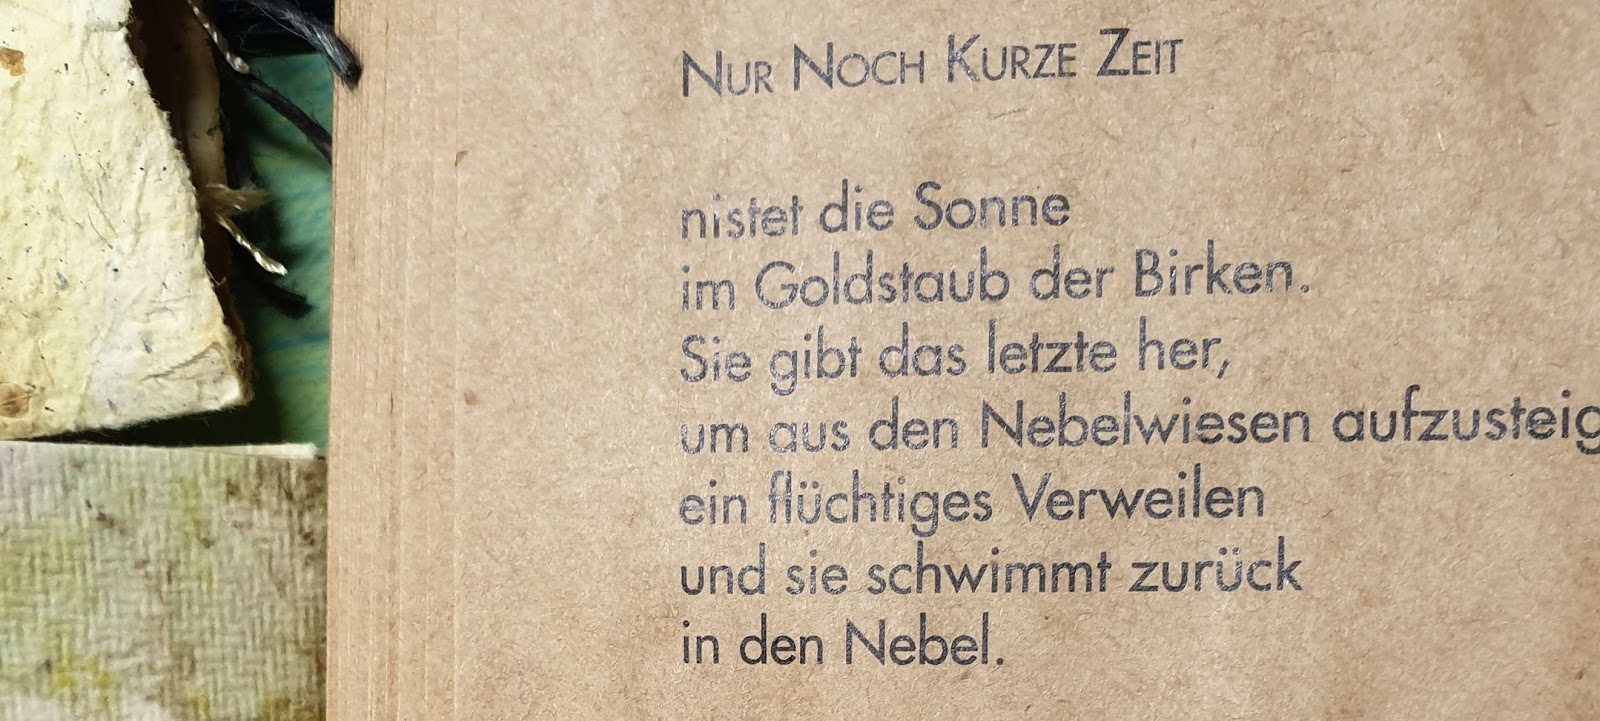 Nur Noch Kurze Zeit
nistet die Sonne
im Goldstaub der Birken.
Sie gibt das letzte her,
um aus den Nebelwiesen aufzusteig
ein flüchtiges Verweilen
und sie schwimmt zurück
in den Nebel.